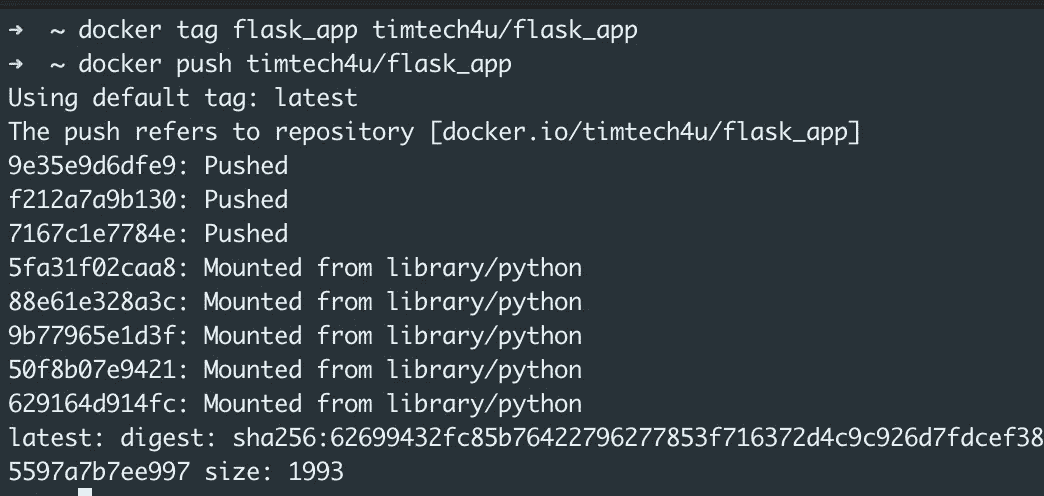 ➜  ~ docker tag flask_app timtech4u/flask_app
➜  ~ docker push timtech4u/flask_app
Using default tag: latest
The push refers to repository [docker.io/timtech4u/flask_app]
9e35e9d6dfe9: Pushed
f212a7a9b130: Pushed
7167c1e7784e: Pushed
5fa31f02caa8: Mounted from library/python
88e61e328a3c: Mounted from library/python
9b77965e1d3f: Mounted from library/python
50f8b07e9421: Mounted from library/python
629164d914fc: Mounted from library/python
latest: digest: sha256:62699432fc85b76422796277853f716372d4c9c926d7fdcef38
5597a7b7ee997 size: 1993